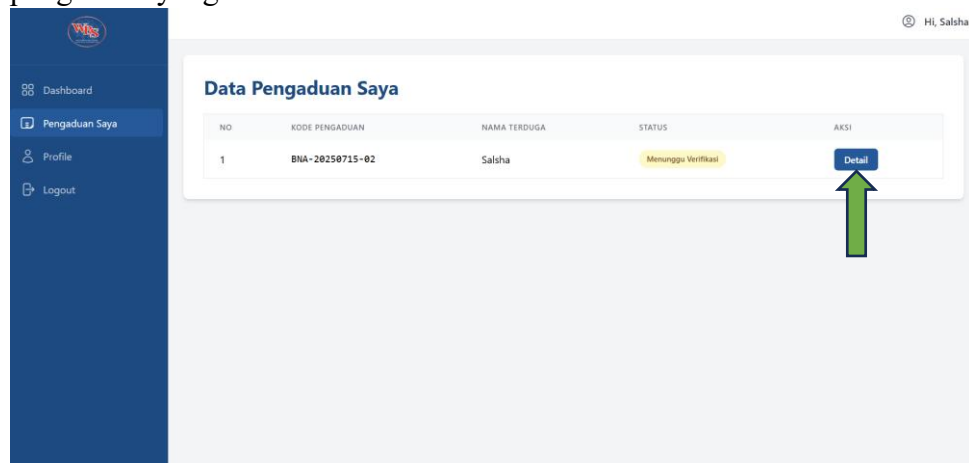 WBS
Hi, Salsha
Dashboard
Pengaduan Saya
Profile
Logout
Data Pengaduan Saya
NO KODE PENGADUAN NAMA TERDUGA STATUS AKSI
1 BNA-20250715-02 Salsha Menunggu Verifikasi Detail